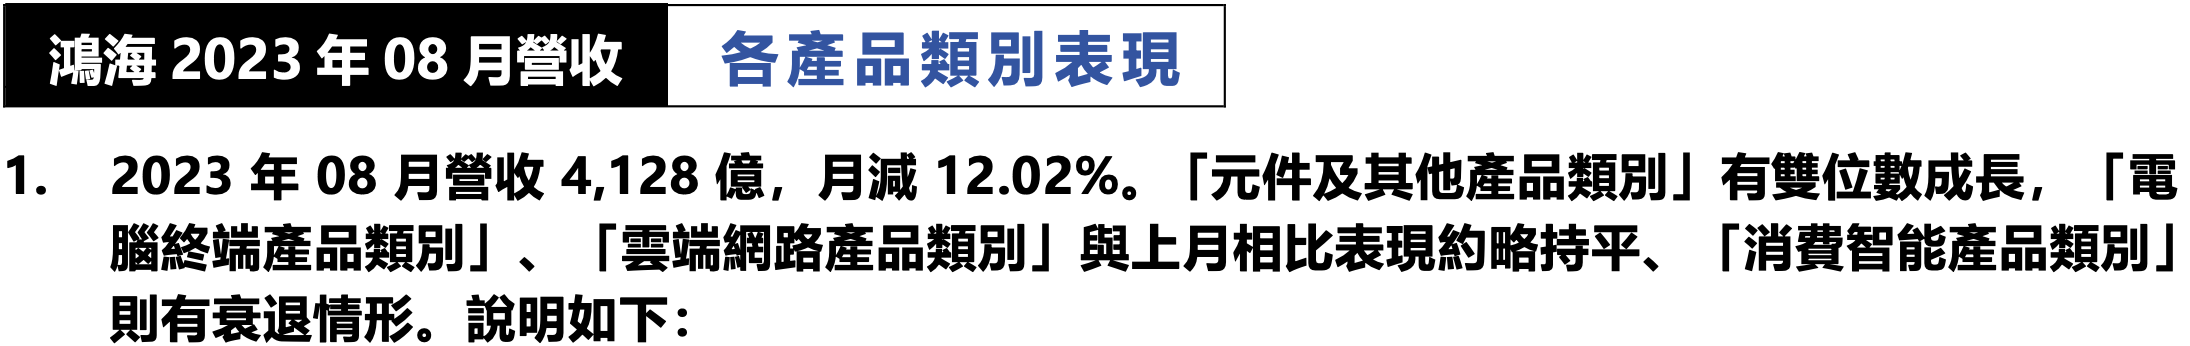 鴻海 2023 年 08 月營收 各產品類別表現
1. 2023 年 08 月營收 4,128 億，月減 12.02%。「元件及其他產品類別」有雙位數成長，「電
腦終端產品類別」、「雲端網路產品類別」與上月相比表現約略持平、「消費智能產品類別」
則有衰退情形。說明如下：